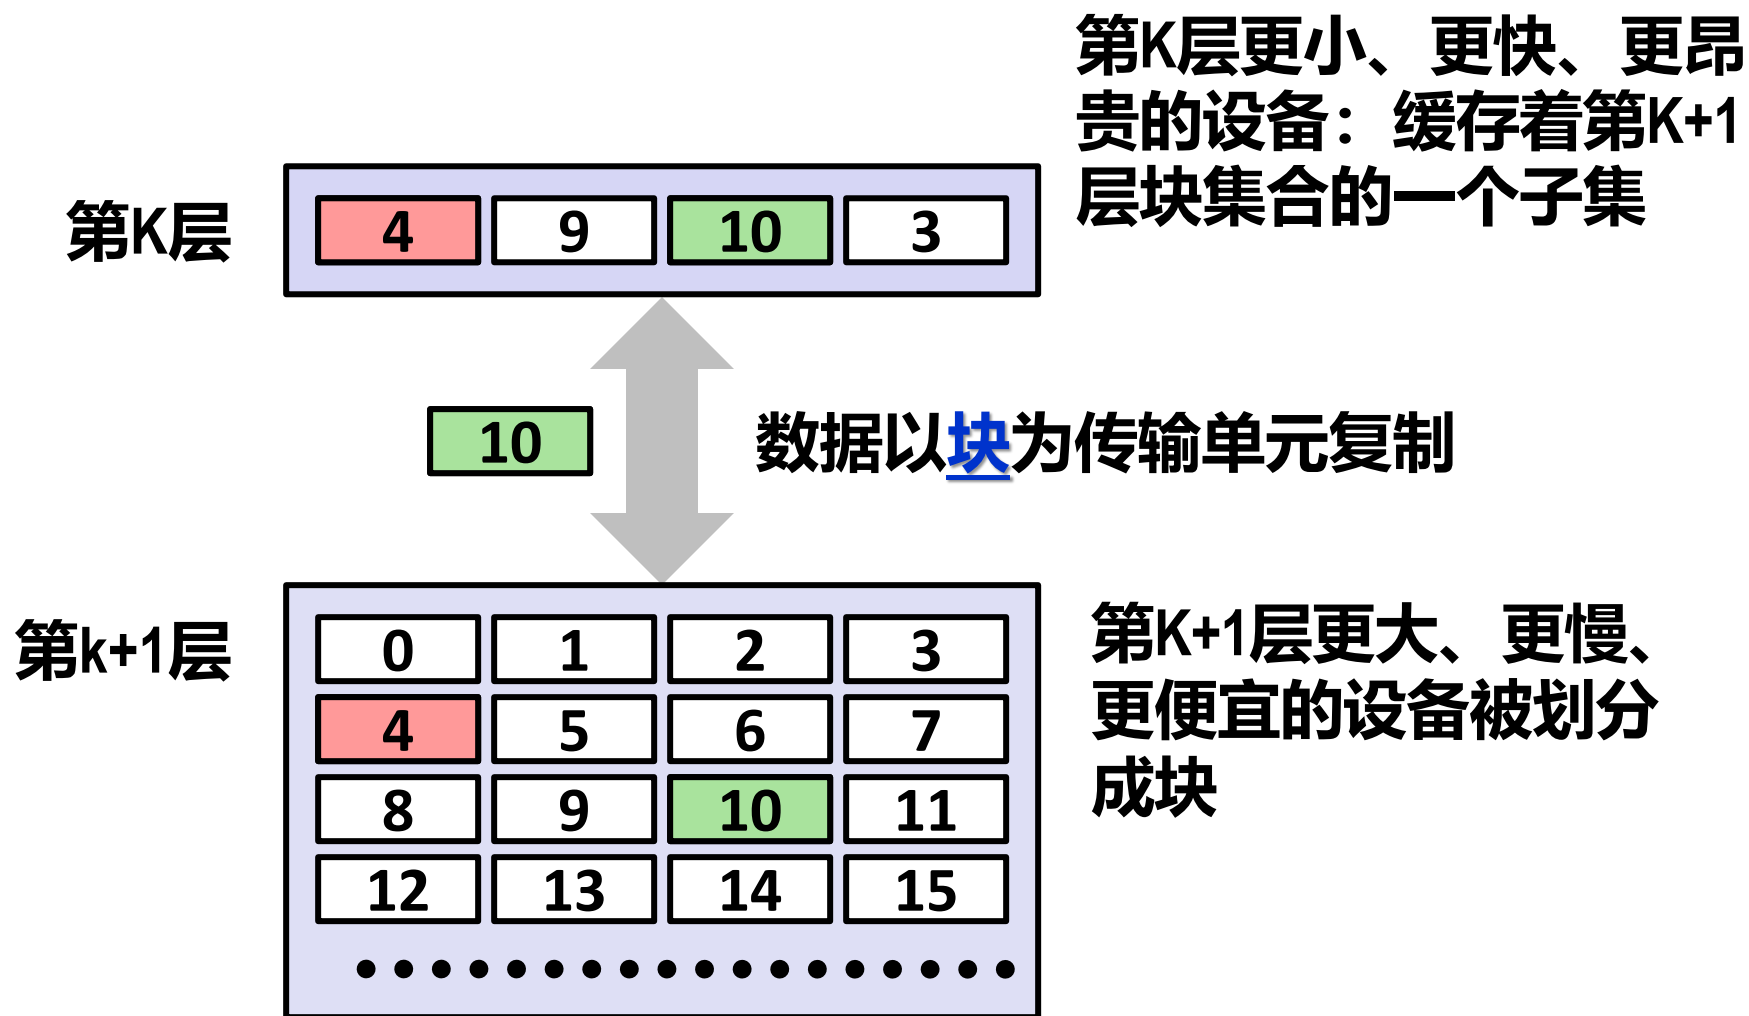 第K层更小、更快、更昂
贵的设备：缓存着第K+1
层块集合的一个子集
第K层
4 9 10 3
10
数据以块为传输单元复制
第k+1层
0 1 2 3
4 5 6 7
8 9 10 11
12 13 14 15
第K+1层更大、更慢、
更便宜的设备被划分
成块